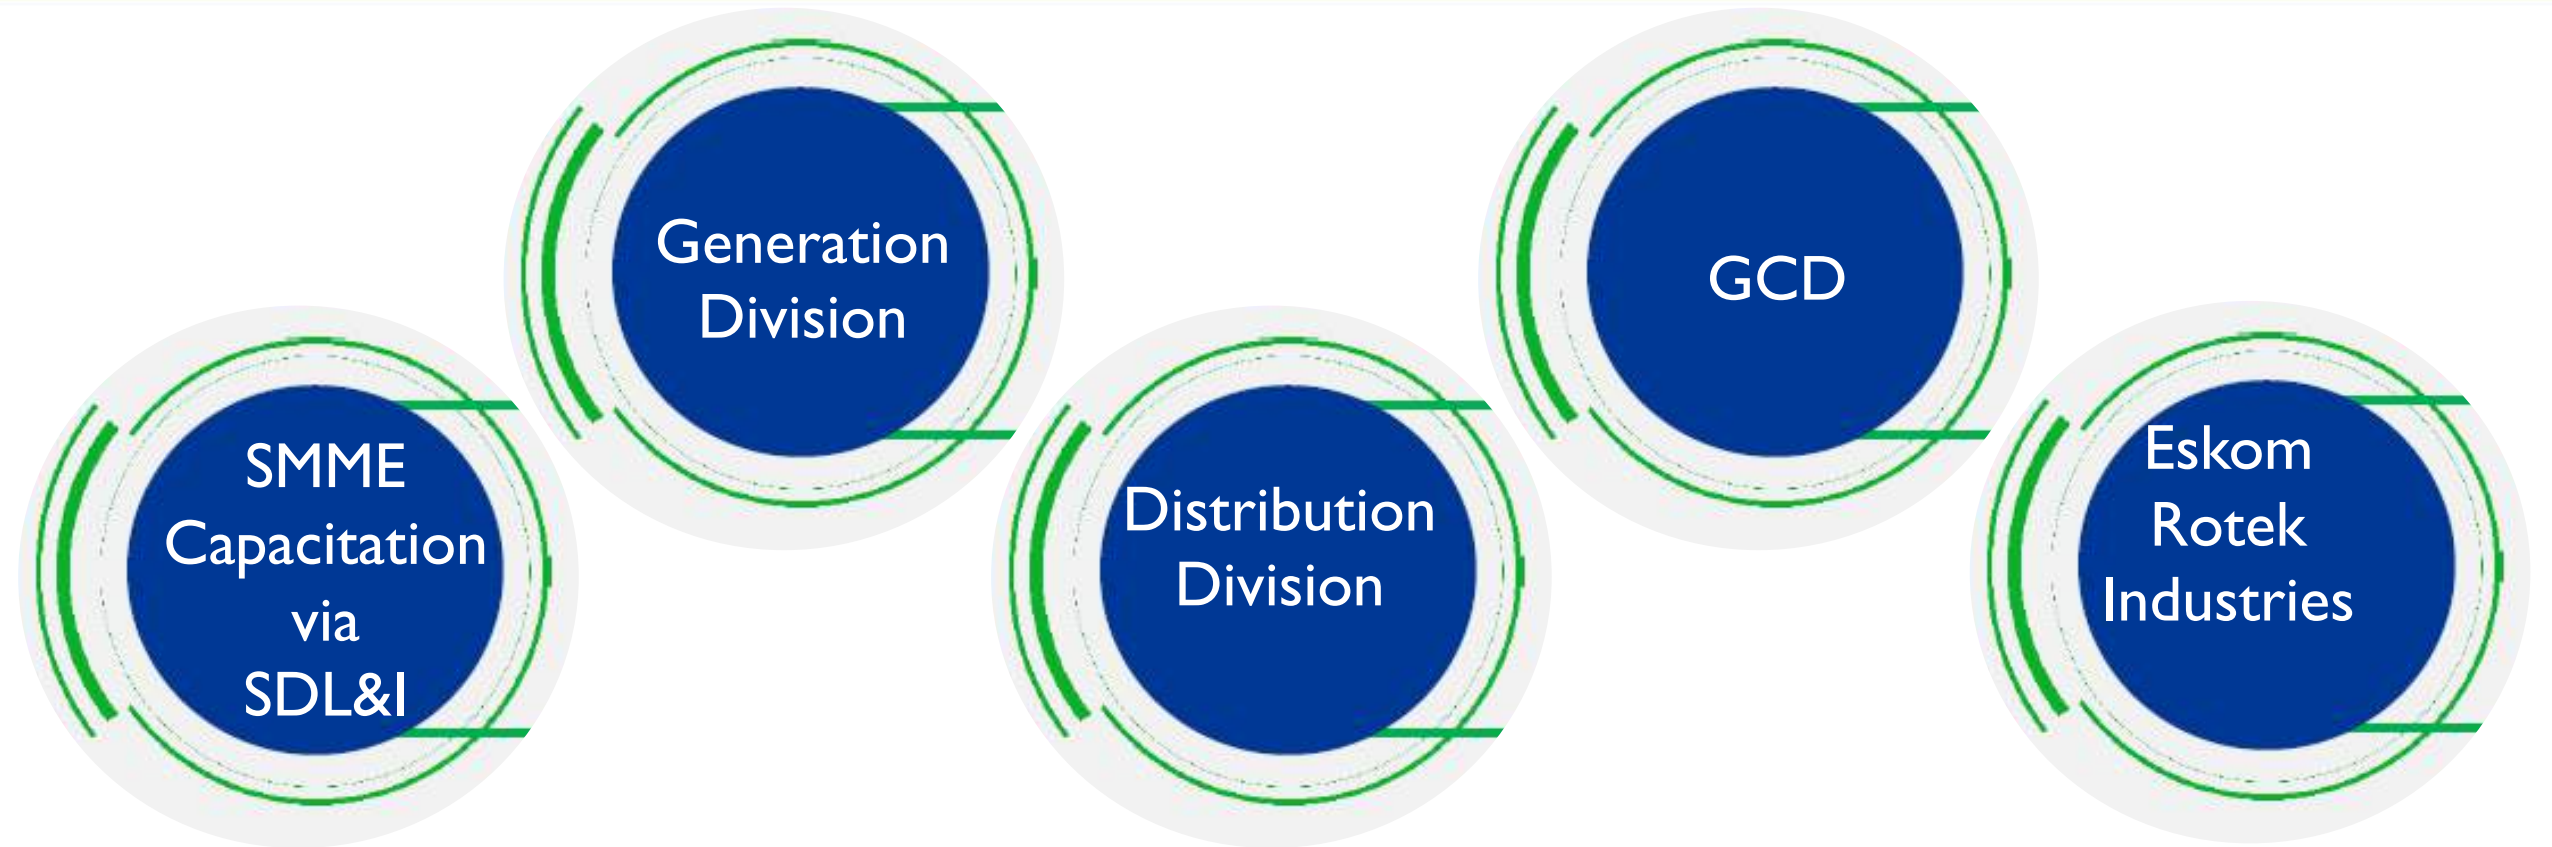 SMME
Capacitation
via
SDL&I
Generation
Division
Distribution
Division
GCD
Eskom
Rotek
Industries